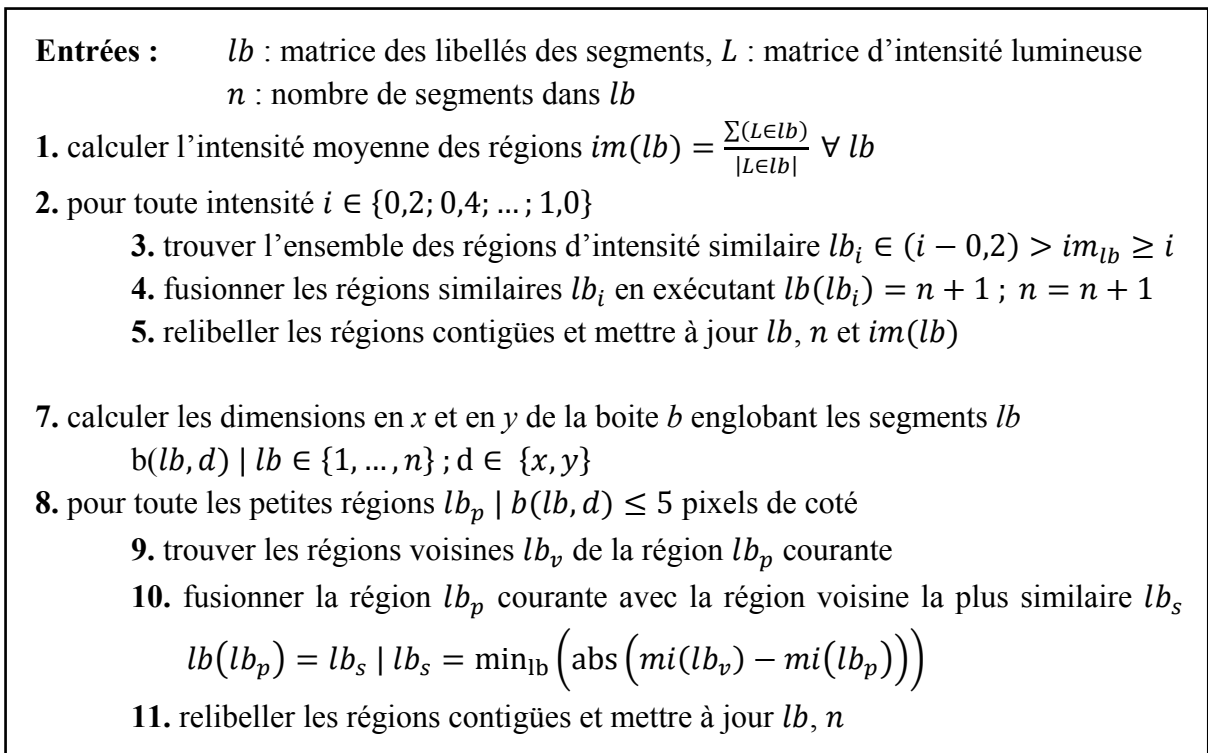 Entrées : lb : matrice des libellés des segments, L : matrice d’intensité lumineuse
n : nombre de segments dans lb
1. calculer l’intensité moyenne des régions im(lb) = ∑(L∈lb) / |L∈lb| ∀ lb
2. pour toute intensité i ∈ {0,2; 0,4; … ; 1,0}
3. trouver l’ensemble des régions d’intensité similaire lb_i ∈ (i − 0,2) > im_lb ≥ i
4. fusionner les régions similaires lb_i en exécutant lb(lb_i) = n + 1 ; n = n + 1
5. relibeller les régions contigües et mettre à jour lb, n et im(lb)
7. calculer les dimensions en x et en y de la boite b englobant les segments lb
b(lb, d) | lb ∈ {1, … , n} ; d ∈ {x, y}
8. pour toute les petites régions lb_p | b(lb, d) ≤ 5 pixels de coté
9. trouver les régions voisines lb_v de la région lb_p courante
10. fusionner la région lb_p courante avec la région voisine la plus similaire lb_s
lb(lb_p) = lb_s | lb_s = min_lb (abs (mi(lb_v) − mi(lb_p)))
11. relibeller les régions contigües et mettre à jour lb, n